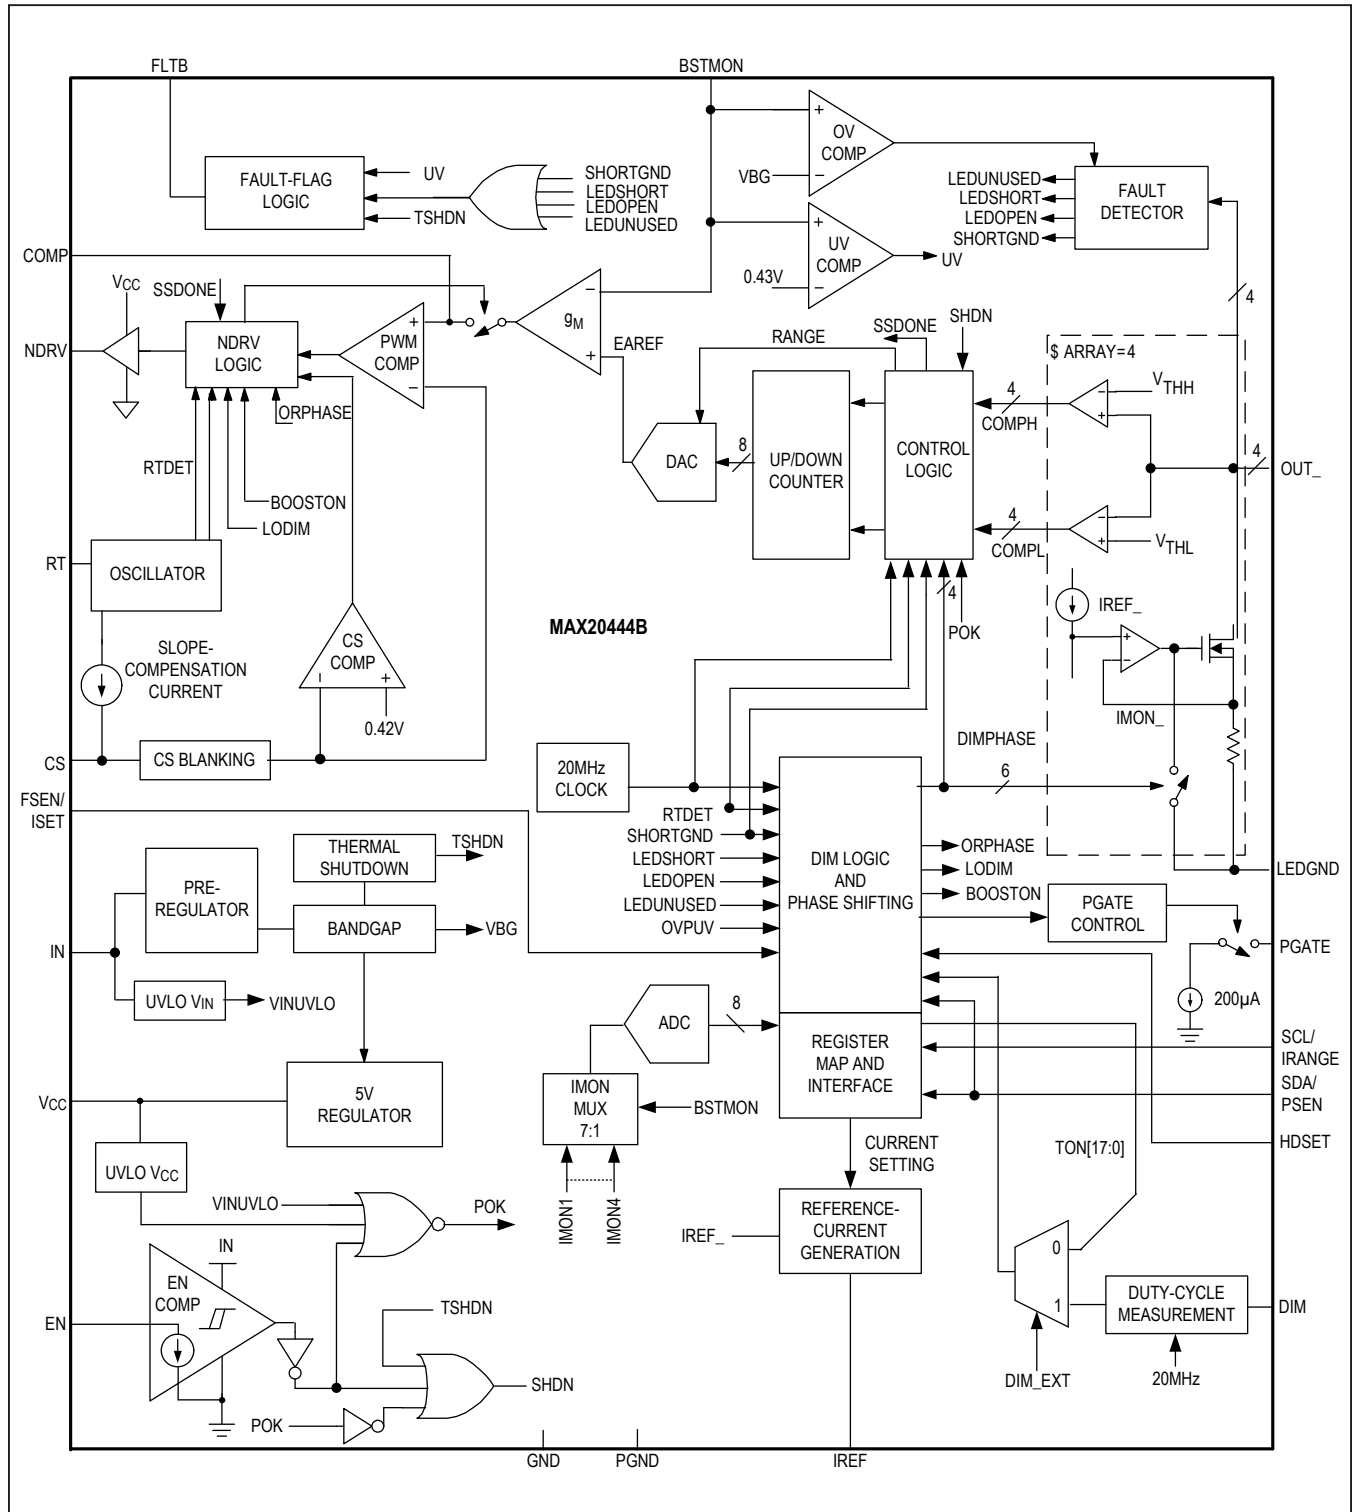 FLTB
BSTMON
FAULT-FLAG
LOGIC
UV
TSHDN
SHORTGND
LEDSHORT
LEDOPEN
LEDUNUSED
+
OV
COMP
VBG
−
LEDUNUSED
LEDSHORT
LEDOPEN
SHORTGND
FAULT
DETECTOR
+
UV
COMP
0.43V
−
UV
4
COMP
VCC
SSDONE
NDRV
NDRV
LOGIC
+
PWM
COMP
−
ORPHASE
−
gM
+
EAREF
RANGE
SSDONE
SHDN
$ ARRAY=4
VTHH
−
+
4
COMPH
DAC
8
UP/DOWN
COUNTER
CONTROL
LOGIC
4
OUT_
RTDET
BOOSTON
LODIM
4
COMPL
−
+
VTHL
RT
OSCILLATOR
4
POK
IREF_
+
−
IMON_
MAX20444B
SLOPE-
COMPENSATION
CURRENT
CS
COMP
−
+
0.42V
CS
CS BLANKING
20MHz
CLOCK
DIMPHASE
6
FSEN/
ISET
RTDET
SHORTGND
LEDSHORT
LEDOPEN
LEDUNUSED
OVPUV
DIM LOGIC
AND
PHASE SHIFTING
ORPHASE
LODIM
BOOSTON
LEDGND
THERMAL
SHUTDOWN
TSHDN
PRE-
REGULATOR
BANDGAP
VBG
PGATE
CONTROL
PGATE
IN
UVLO VIN
VINUVLO
200µA
ADC
8
REGISTER
MAP AND
INTERFACE
SCL/
IRANGE
SDA/
PSEN
HDSET
VCC
5V
REGULATOR
IMON
MUX
7:1
BSTMON
IMON1
IMON4
UVLO VCC
CURRENT
SETTING
TON[17:0]
VINUVLO
POK
IREF_
REFERENCE-
CURRENT
GENERATION
0
1
IN
EN
COMP
EN
TSHDN
SHDN
POK
DUTY-CYCLE
MEASUREMENT
DIM
DIM_EXT
20MHz
GND
PGND
IREF